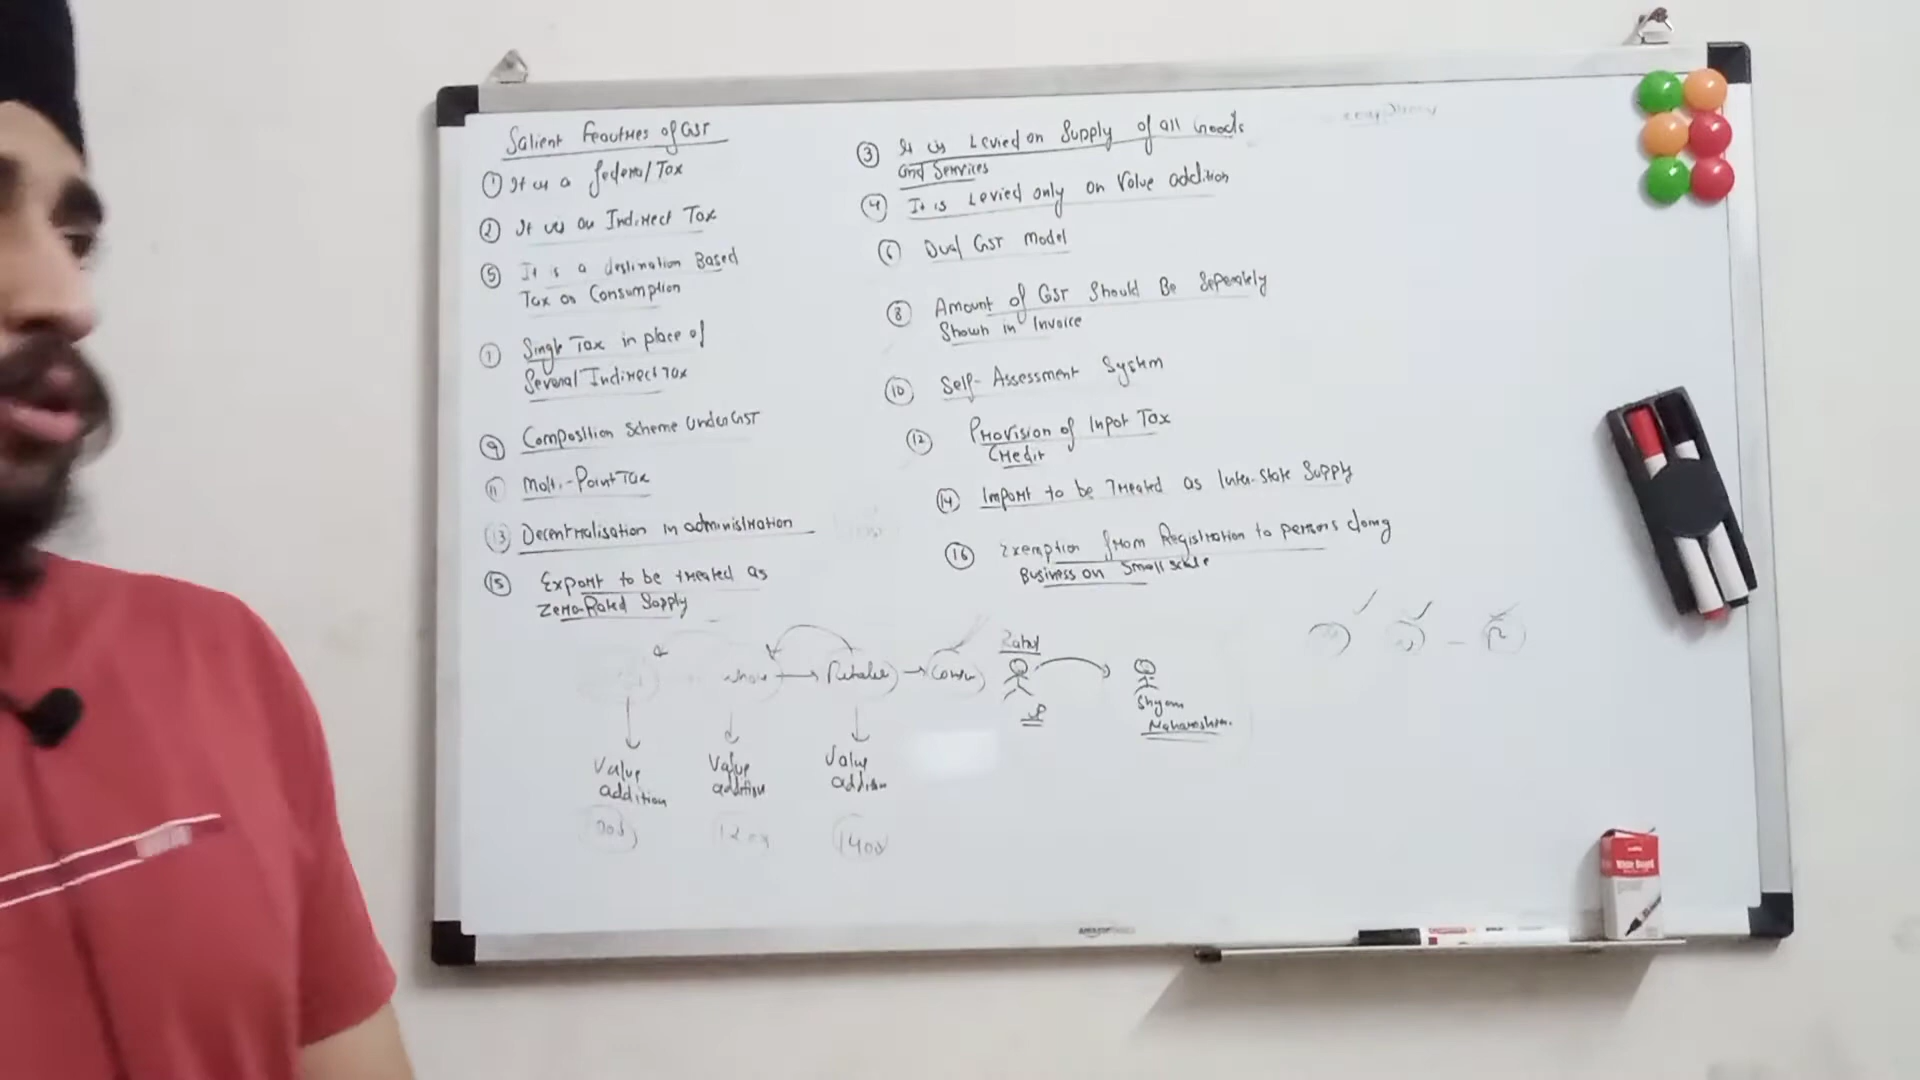 Salient Features of GST
① It is a federal Tax
② It is an Indirect Tax
⑤ It is a destination Based
Tax on Consumption
Single Tax in place of
Several Indirect Tax
⑨ Composition Scheme Under GST
⑪ Multi-Point Tax
⑬ Decentralisation in administration
⑮ Export to be treated as
Zero-Rated Supply
③ It is Levied on Supply of all Goods
and Services
④ It is Levied only on Value addition
⑥ Dual GST Model
⑧ Amount of GST Should Be Seperately
Shown in Invoice
⑩ Self-Assessment System
⑫ Provision of Input Tax
Credit
⑭ Import to be Treated as Inter-State Supply
⑯ Exemption from Registration to persons doing
Business on Small scale
Whole → Retailer → Consu
Value
addition
Value
addition
Value
addition
1400
Rahul
UP
Shyam
Maharashtra
White Board